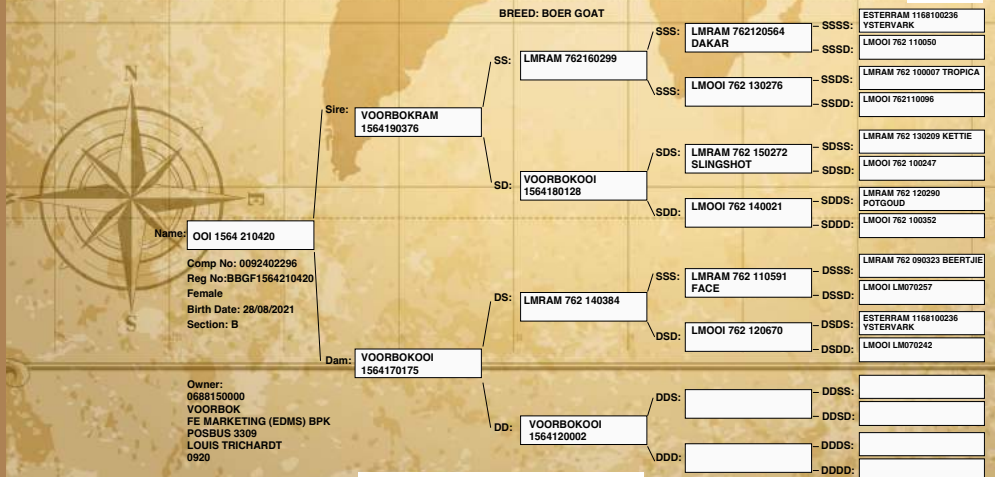 BREED: BOER GOAT
N
E
S
Name:
OOI 1564 210420
Comp No: 0092402296
Reg No:BBGF1564210420
Female
Birth Date: 28/08/2021
Section: B
Owner:
0688150000
VOORBOK
FE MARKETING (EDMS) BPK
POSBUS 3309
LOUIS TRICHARDT
0920
Sire:
VOORBOKRAM
1564190376
Dam:
VOORBOKOOI
1564170175
SS:
LMRAM 762160299
SD:
VOORBOKOOI
1564180128
DS:
LMRAM 762 140384
DD:
VOORBOKOOI
1564120002
SSS:
LMRAM 762120564
DAKAR
SSS:
LMOOI 762 130276
SDS:
LMRAM 762 150272
SLINGSHOT
SDD:
LMOOI 762 140021
SSS:
LMRAM 762 110591
FACE
DSD:
LMOOI 762 120670
DDS:
DDD:
SSSS:
ESTERRAM 1168100236
YSTERVARK
SSSD:
LMOOI 762 110050
SSDS:
LMRAM 762 100007 TROPICA
SSDD:
LMOOI 762110096
SDSS:
LMRAM 762 130209 KETTIE
SDSD:
LMOOI 762 100247
SDDS:
LMRAM 762 120290
POTGOUD
SDDD:
LMOOI 762 100352
DSSS:
LMRAM 762 090323 BEERTJIE
DSSD:
LMOOI LM070257
DSDS:
ESTERRAM 1168100236
YSTERVARK
DSDD:
LMOOI LM070242
DDSS:
DDSD:
DDDS:
DDDD: